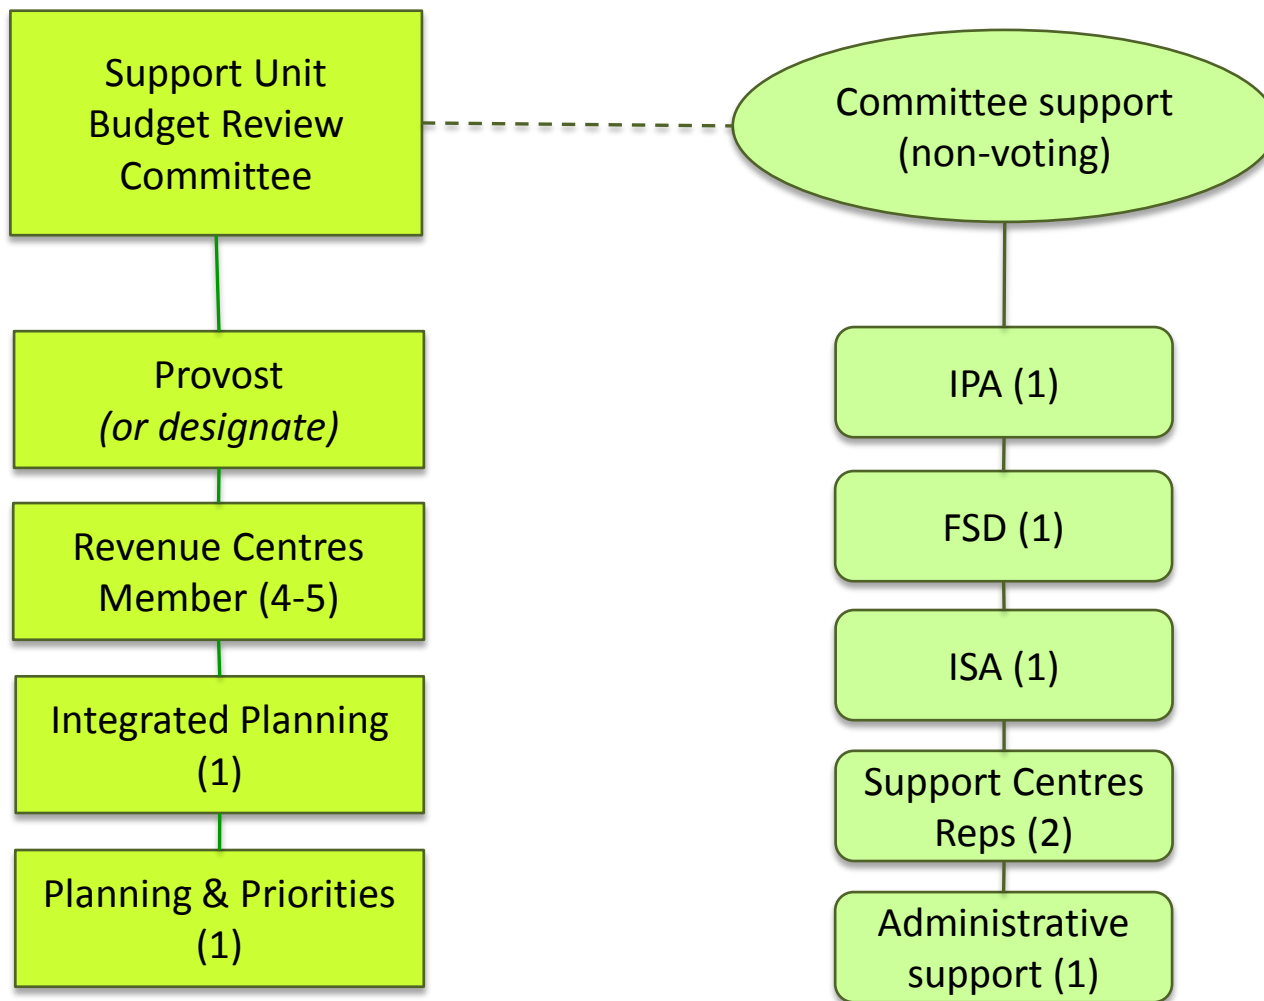 Support Unit
Budget Review
Committee
Committee support
(non-voting)
Provost
(or designate)
Revenue Centres
Member (4-5)
Integrated Planning
(1)
Planning & Priorities
(1)
IPA (1)
FSD (1)
ISA (1)
Support Centres
Reps (2)
Administrative
support (1)